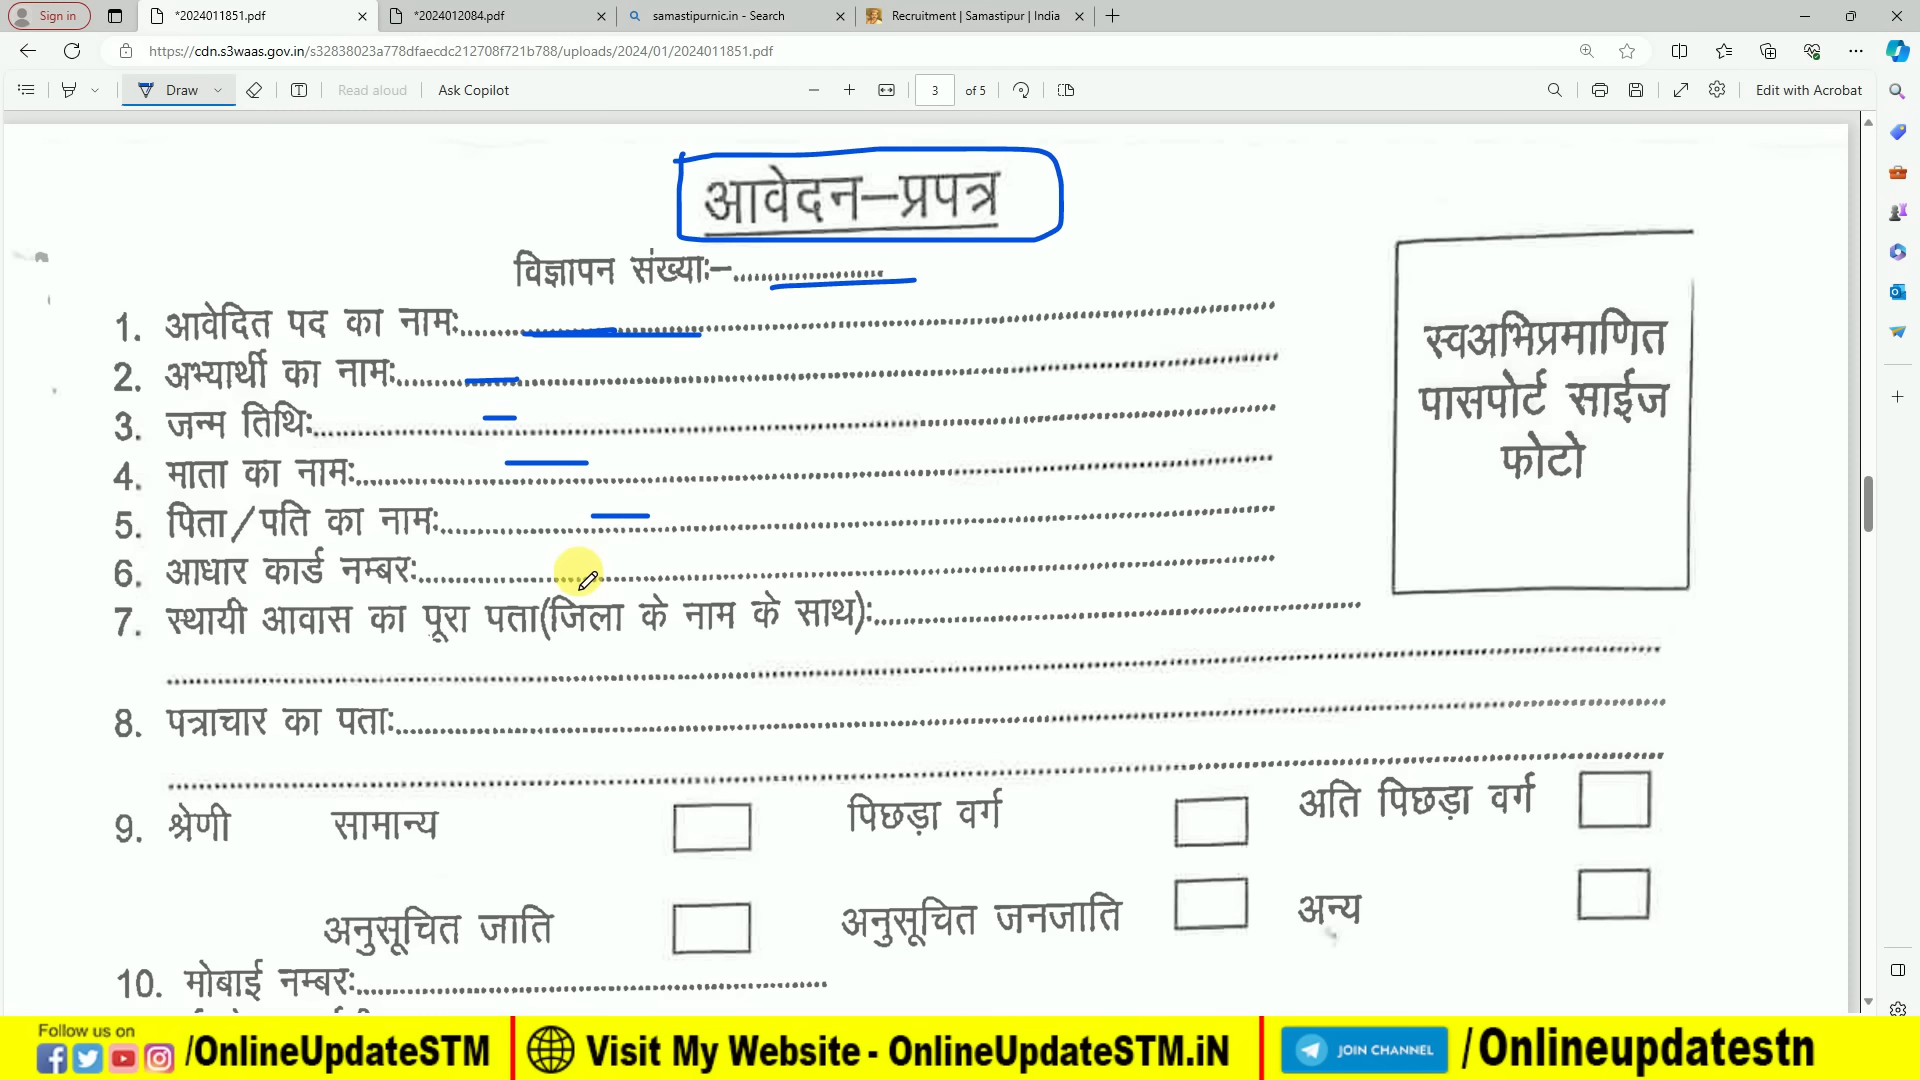 Sign in
*2024011851.pdf
*2024012084.pdf
samastipurnic.in - Search
Recruitment | Samastipur | India
https://cdn.s3waas.gov.in/s32838023a778dfaecdc212708f721b788/uploads/2024/01/2024011851.pdf
Draw
Read aloud
Ask Copilot
3 of 5
Edit with Acrobat
आवेदन–प्रपत्र
विज्ञापन संख्याः–....................
1. आवेदित पद का नामः....................
2. अभ्यार्थी का नामः....................
3. जन्म तिथिः....................
4. माता का नामः....................
5. पिता/पति का नामः....................
6. आधार कार्ड नम्बरः....................
7. स्थायी आवास का पूरा पता(जिला के नाम के साथ):....................
8. पत्राचार का पताः....................
स्वअभिप्रमाणित
पासपोर्ट साईज
फोटो
9. श्रेणी सामान्य पिछड़ा वर्ग अति पिछड़ा वर्ग
अनुसूचित जाति अनुसूचित जनजाति अन्य
10. मोबाई नम्बरः....................
Follow us on
/OnlineUpdateSTM
Visit My Website - OnlineUpdateSTM.iN
JOIN CHANNEL
/Onlineupdatestn